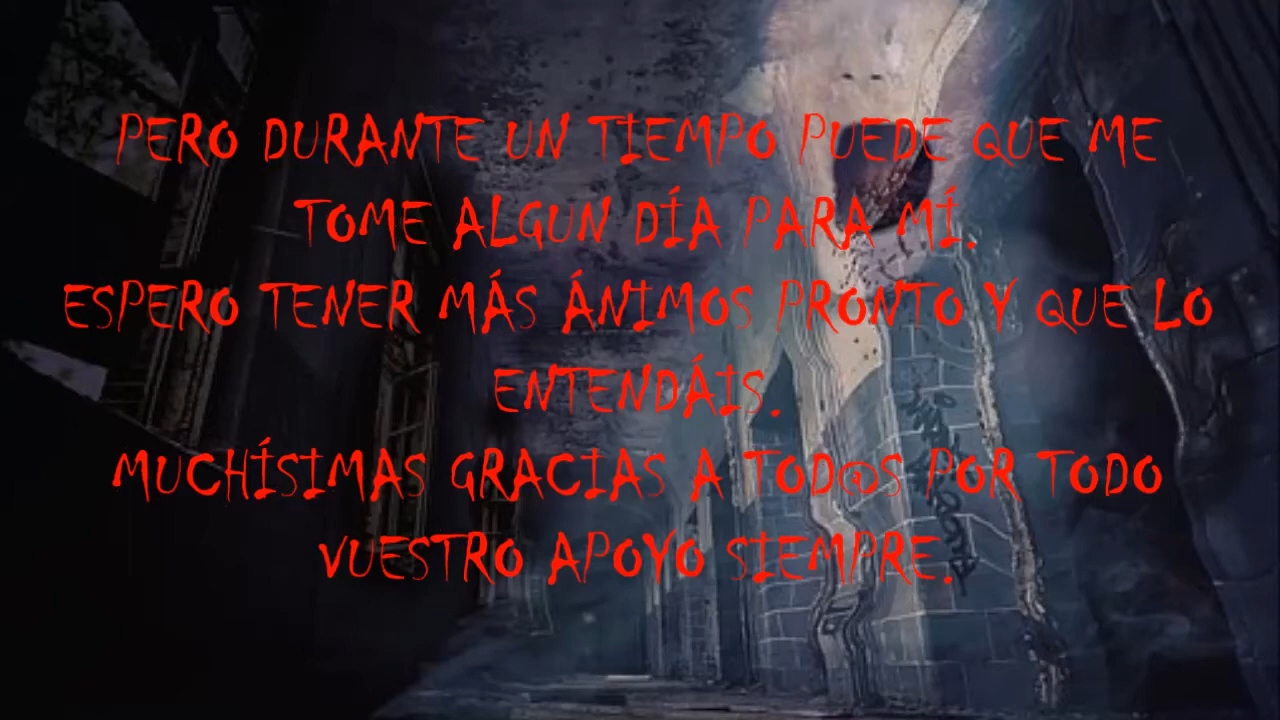 PERO DURANTE UN TIEMPO PUEDE QUE ME
TOME ALGUN DÍA PARA MÍ.
ESPERO TENER MÁS ÁNIMOS PRONTO Y QUE LO
ENTENDÁIS.
MUCHÍSIMAS GRACIAS A TOD@S POR TODO
VUESTRO APOYO SIEMPRE.